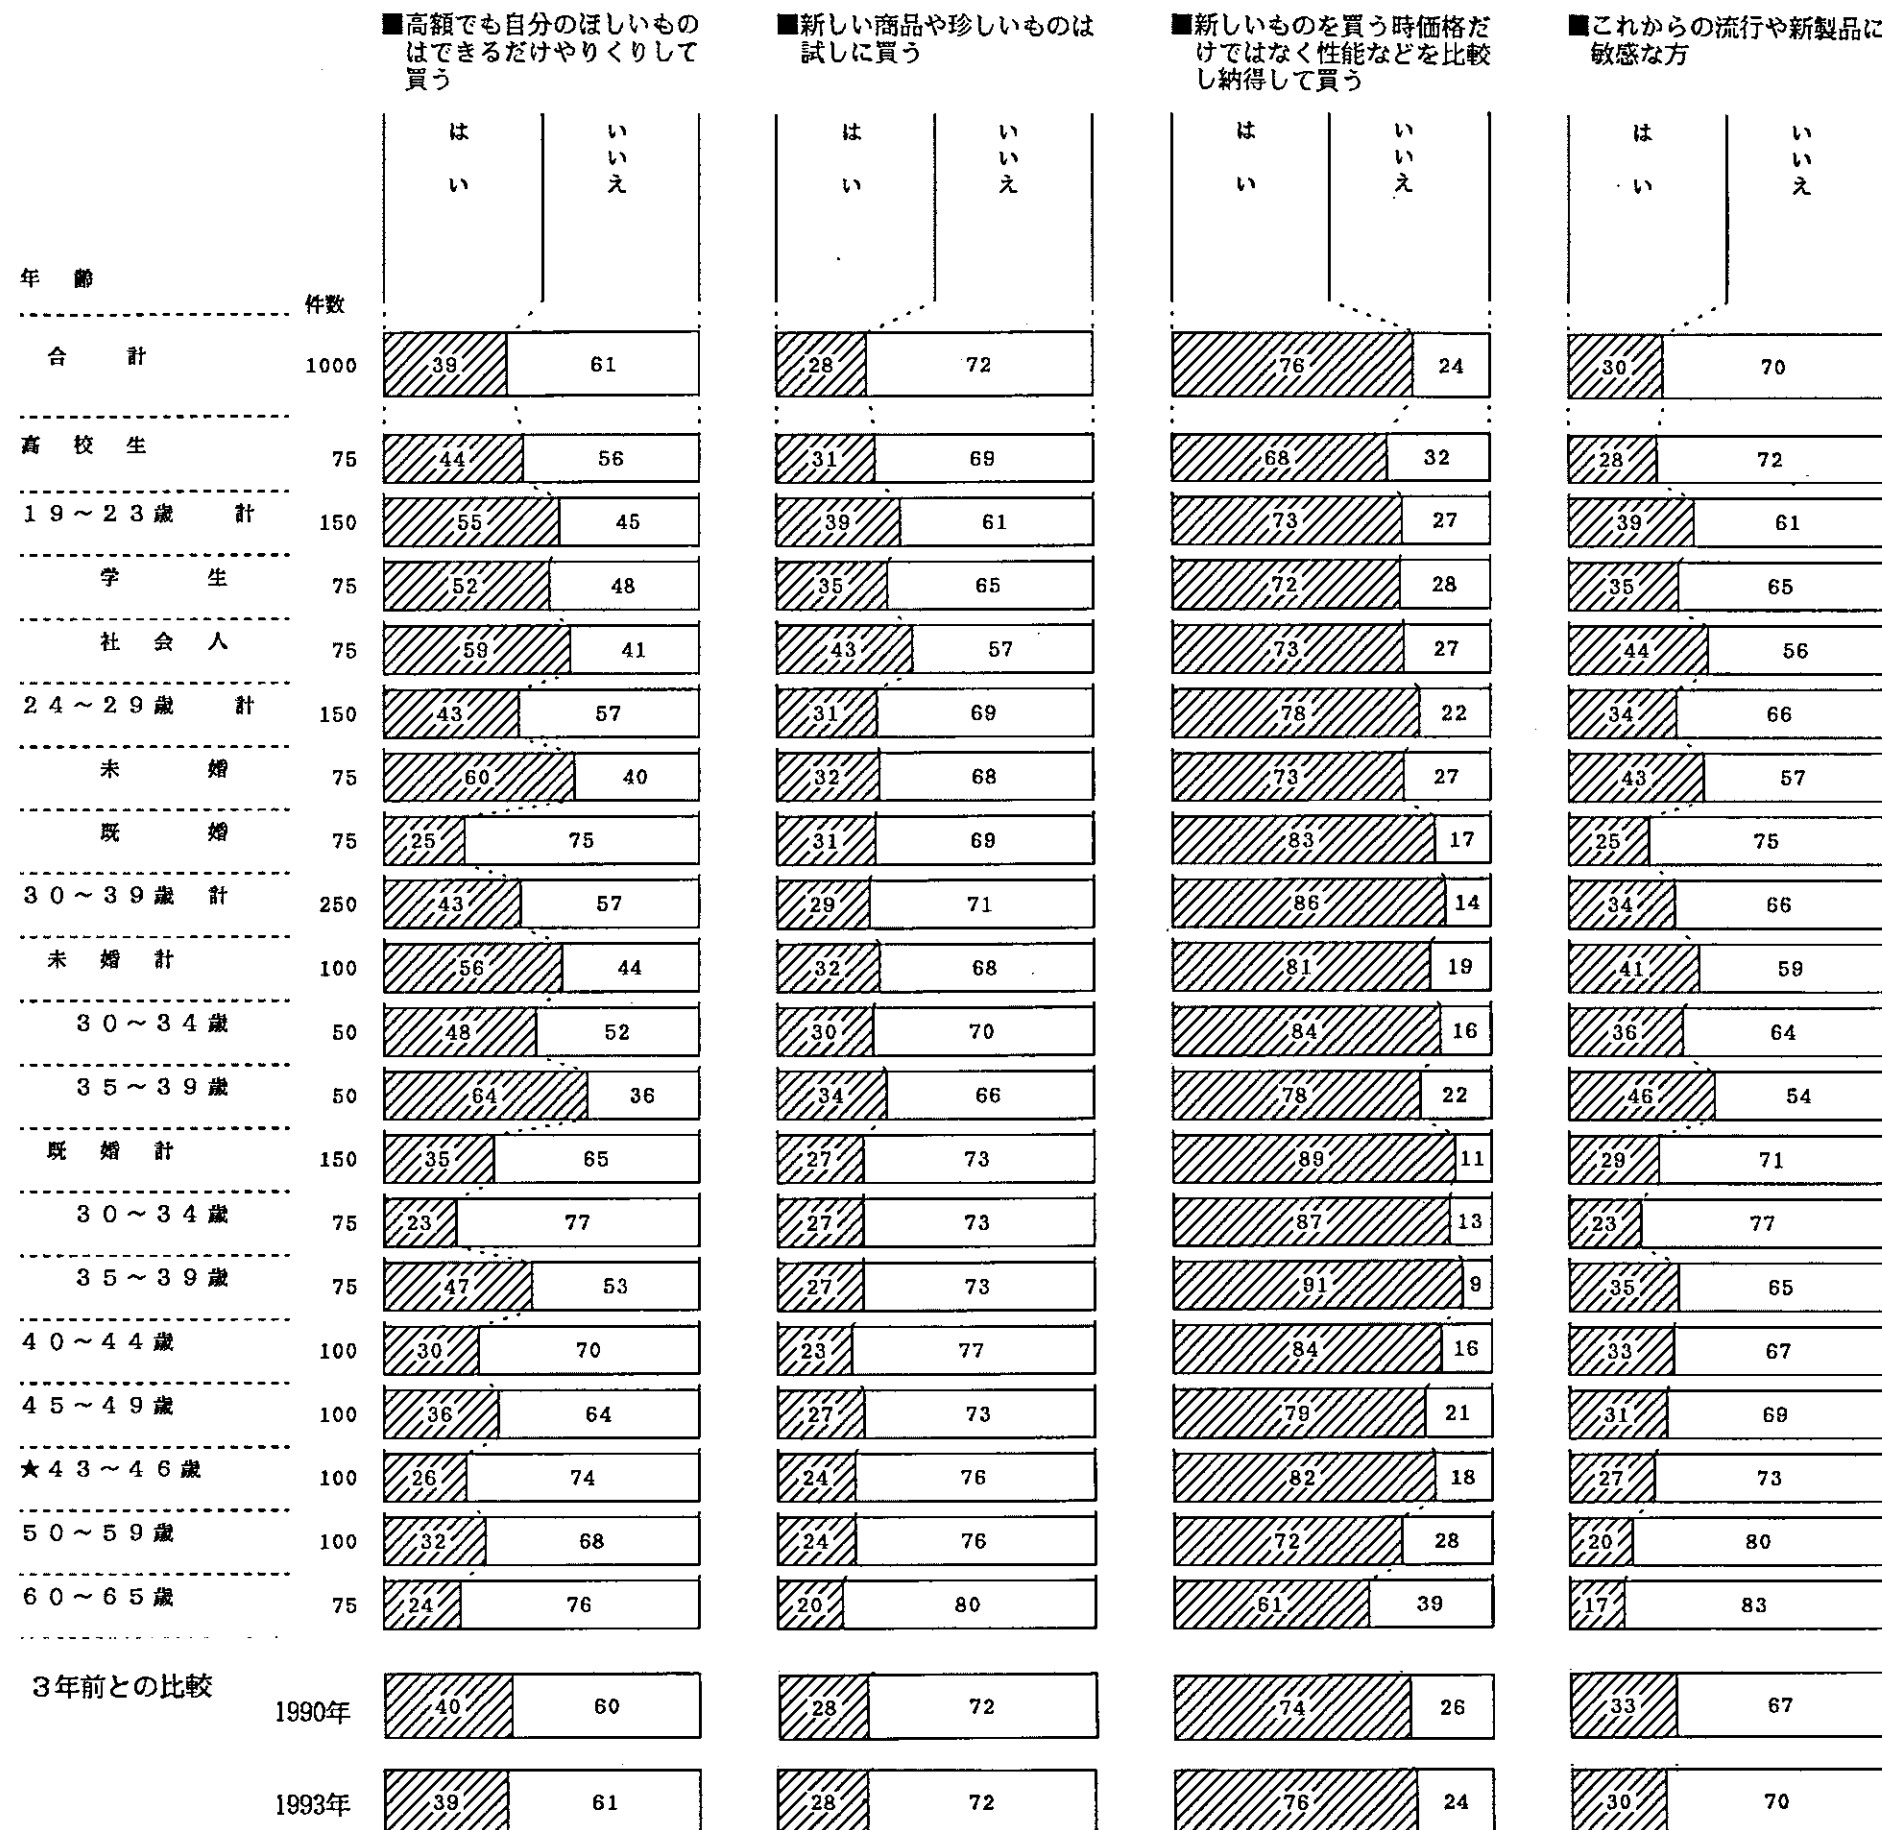 ■高額でも自分のほしいもの
はできるだけやりくりして
買う
■新しい商品や珍しいものは
試しに買う
■新しいものを買う時価格だ
けではなく性能などを比較
し納得して買う
■これからの流行や新製品に
敏感な方
はい いいえ はい いいえ はい いいえ はい いいえ
年齢
件数
合計 1000 39 61 28 72 76 24 30 70
高校生 75 44 56 31 69 68 32 28 72
19～23歳 計 150 55 45 39 61 73 27 39 61
学生 75 52 48 35 65 72 28 35 65
社会人 75 59 41 43 57 73 27 44 56
24～29歳 計 150 43 57 31 69 78 22 34 66
未婚 75 60 40 32 68 73 27 43 57
既婚 75 25 75 31 69 83 17 25 75
30～39歳 計 250 43 57 29 71 86 14 34 66
未婚計 100 56 44 32 68 81 19 41 59
30～34歳 50 48 52 30 70 84 16 36 64
35～39歳 50 64 36 34 66 78 22 46 54
既婚計 150 35 65 27 73 89 11 29 71
30～34歳 75 23 77 27 73 87 13 23 77
35～39歳 75 47 53 27 73 91 9 35 65
40～44歳 100 30 70 23 77 84 16 33 67
45～49歳 100 36 64 27 73 79 21 31 69
★43～46歳 100 26 74 24 76 82 18 27 73
50～59歳 100 32 68 24 76 72 28 20 80
60～65歳 75 24 76 20 80 61 39 17 83
3年前との比較
1990年 40 60 28 72 74 26 33 67
1993年 39 61 28 72 76 24 30 70